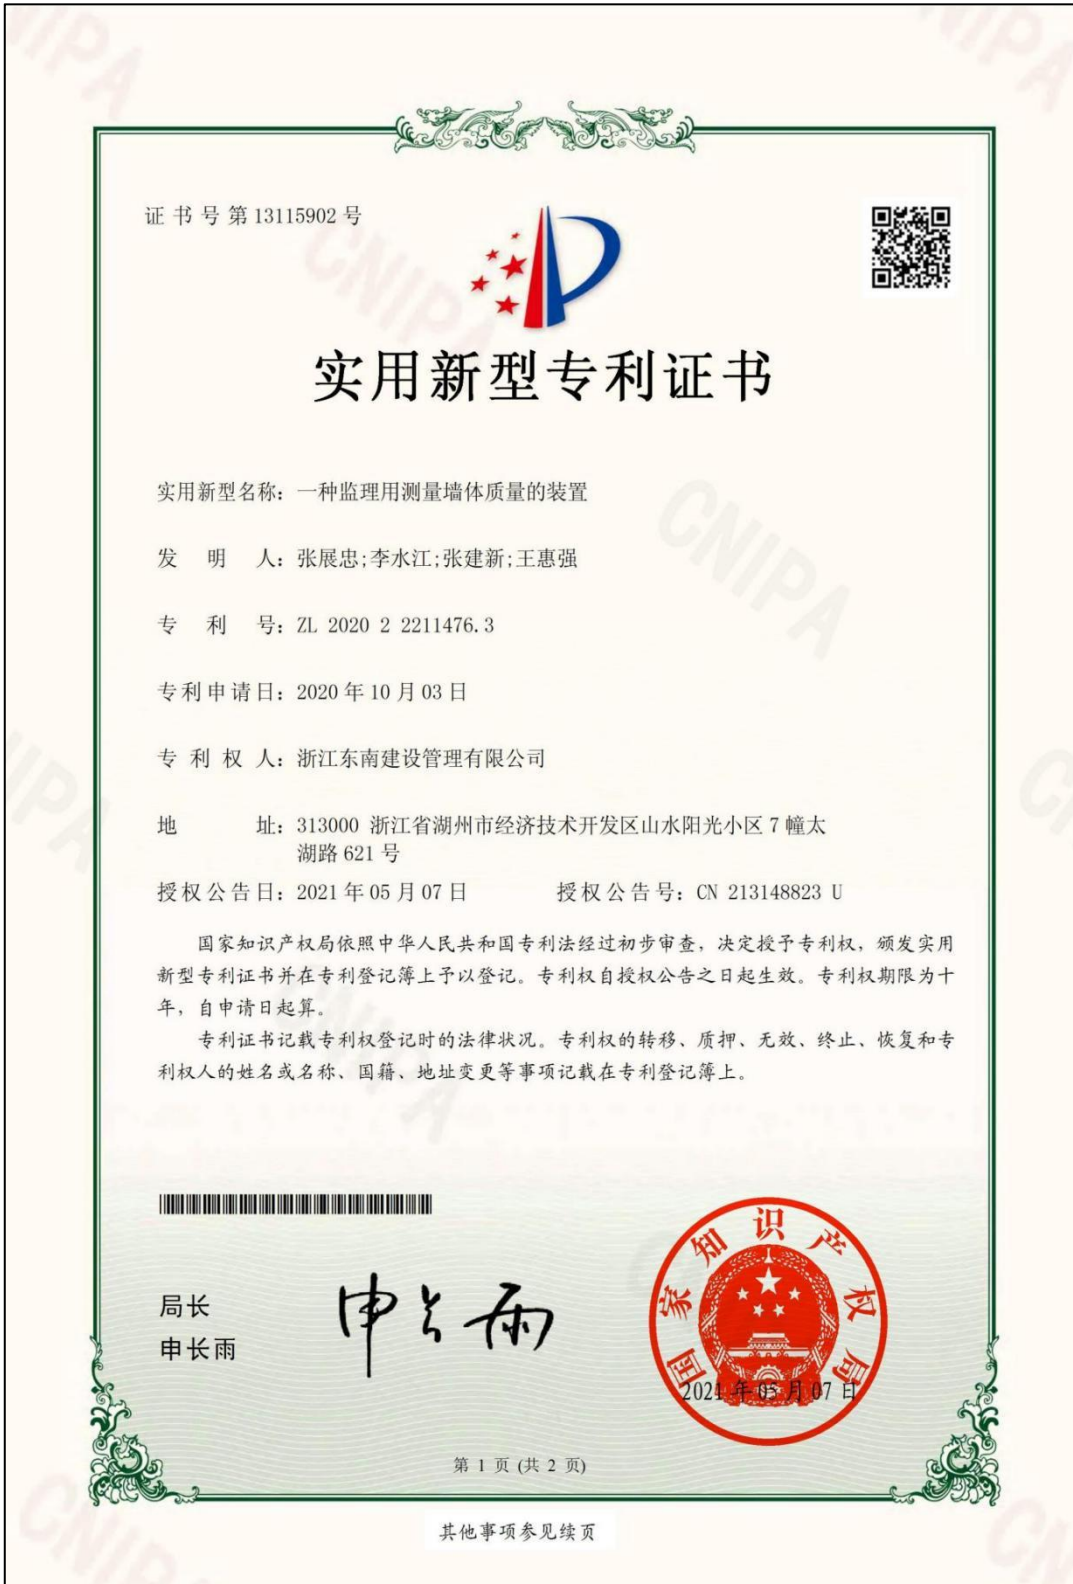 证书号第13115902号
实用新型专利证书
实用新型名称：一种监理用测量墙体质量的装置
发明人：张展忠;李水江;张建新;王惠强
专利号：ZL 2020 2 2211476.3
专利申请日：2020年10月03日
专利权人：浙江东南建设管理有限公司
地址：313000 浙江省湖州市经济技术开发区山水阳光小区7幢太
湖路621号
授权公告日：2021年05月07日 授权公告号：CN 213148823 U
国家知识产权局依照中华人民共和国专利法经过初步审查，决定授予专利权，颁发实用
新型专利证书并在专利登记簿上予以登记。专利权自授权公告之日起生效。专利权期限为十
年，自申请日起算。
专利证书记载专利权登记时的法律状况。专利权的转移、质押、无效、终止、恢复和专
利权人的姓名或名称、国籍、地址变更等事项记载在专利登记簿上。
局长
申长雨
申长雨
国家知识产权局
2021年05月07日
第 1 页 (共 2 页)
其他事项参见续页
CNIPA
CNIPA
CNIPA
CNIPA
CNIPA
CNIPA
CNIPA